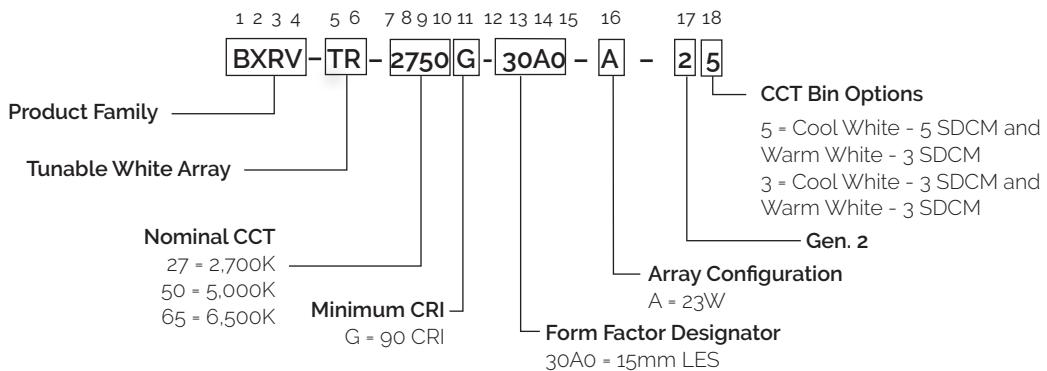 1 2 3 4 5 6 7 8 9 10 11 12 13 14 15 16 17 18
BXRV – TR – 2750 G - 30A0 – A – 2 5
Product Family
Tunable White Array
Nominal CCT
27 = 2,700K
50 = 5,000K
65 = 6,500K
Minimum CRI
G = 90 CRI
Form Factor Designator
30A0 = 15mm LES
Array Configuration
A = 23W
Gen. 2
CCT Bin Options
5 = Cool White - 5 SDCM and
Warm White - 3 SDCM
3 = Cool White - 3 SDCM and
Warm White - 3 SDCM